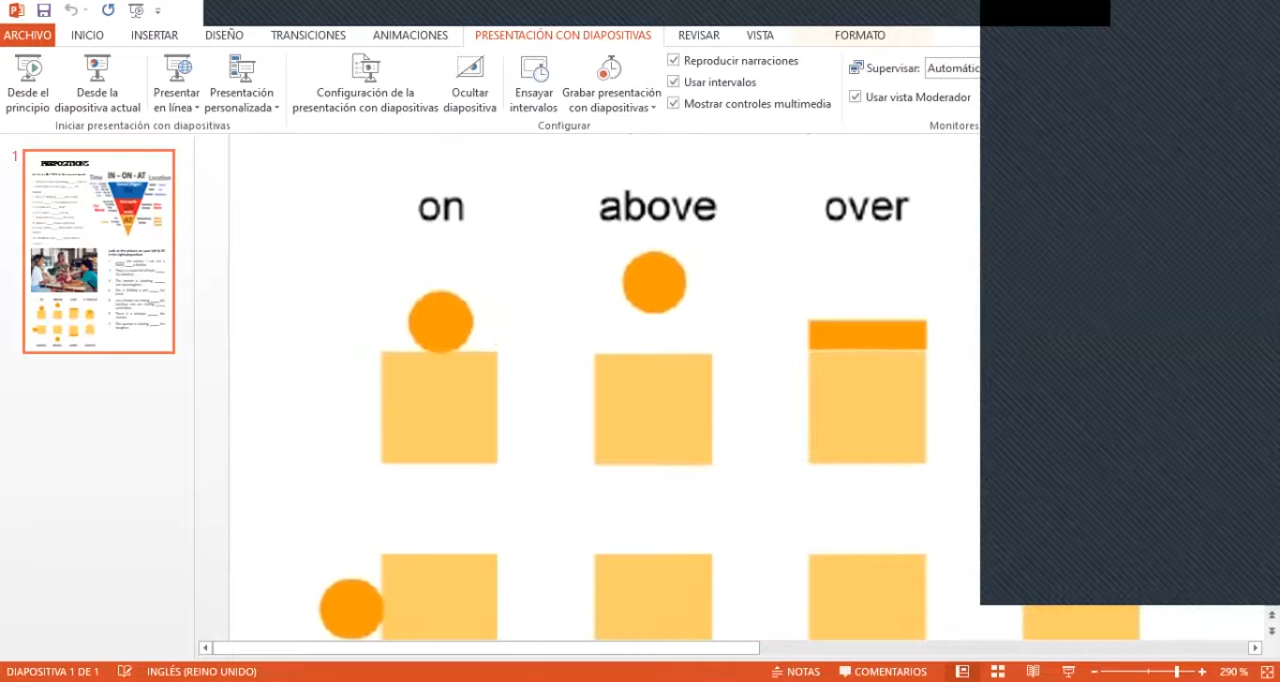 ARCHIVO INICIO INSERTAR DISEÑO TRANSICIONES ANIMACIONES PRESENTACIÓN CON DIAPOSITIVAS REVISAR VISTA FORMATO
Desde el principio
Desde la diapositiva actual
Presentar en línea
Presentación personalizada
Iniciar presentación con diapositivas
Configuración de la presentación con diapositivas
Ocultar diapositiva
Ensayar intervalos
Grabar presentación con diapositivas
Reproducir narraciones
Usar intervalos
Mostrar controles multimedia
Configurar
Supervisar: Automátic
Usar vista Moderador
Monitores
1
IN - ON - AT
Time
Location
on above over
DIAPOSITIVA 1 DE 1 INGLÉS (REINO UNIDO) NOTAS COMENTARIOS 290 %